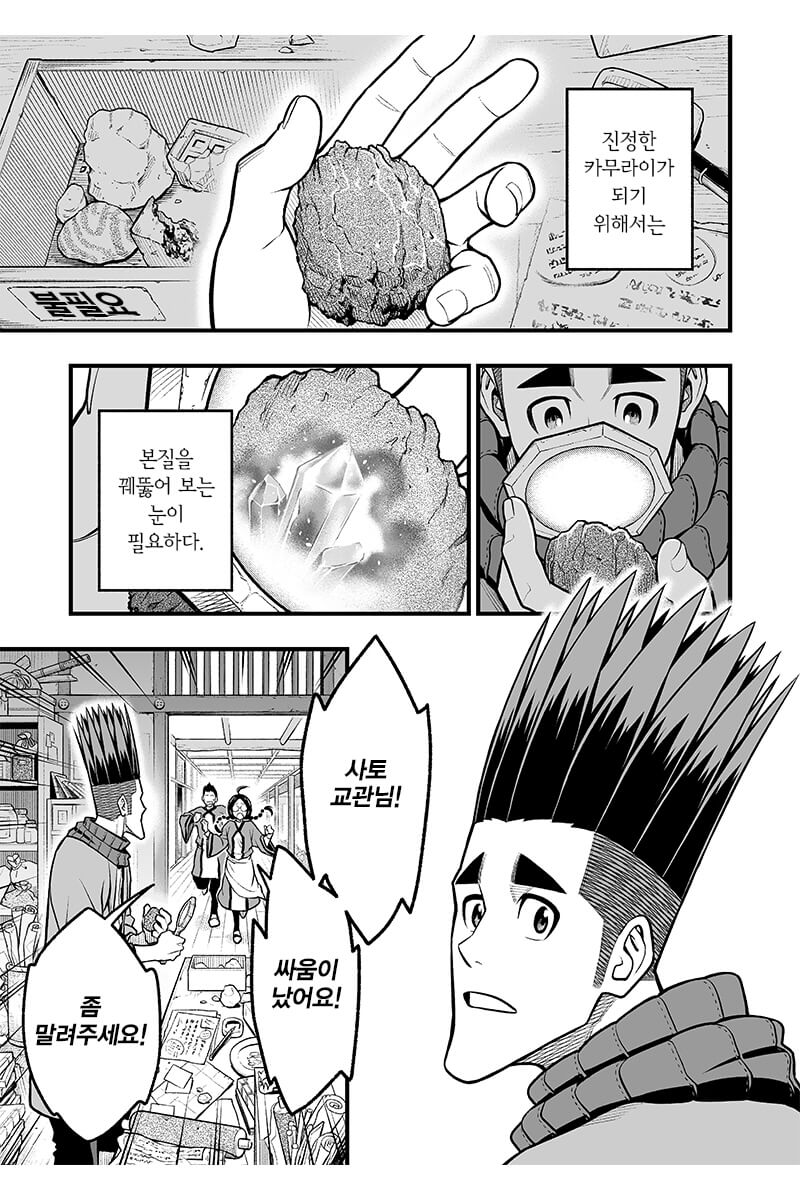 진정한
카무라이가
되기
위해서는
불필요
본질을
꿰뚫어 보는
눈이
필요하다.
사토
교관님!
싸움이
났어요!
좀
말려주세요!